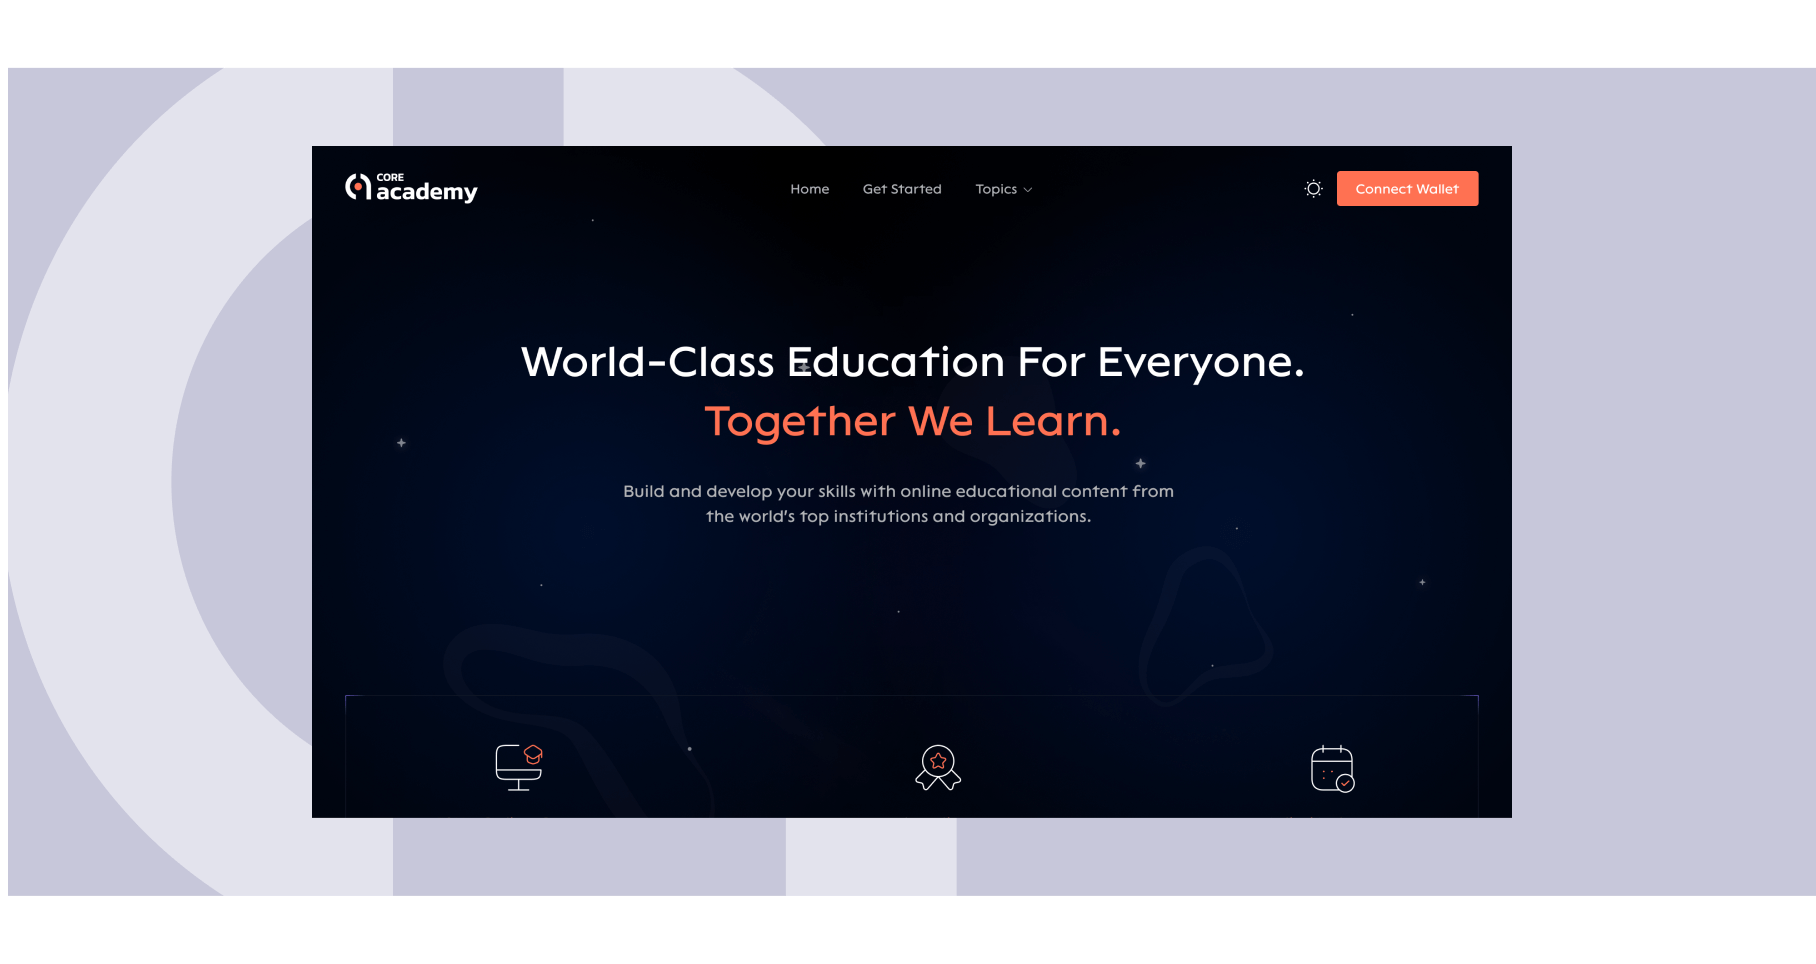 CORE
academy
Home
Get Started
Topics
Connect Wallet
World-Class Education For Everyone.
Together We Learn.
Build and develop your skills with online educational content from
the world's top institutions and organizations.